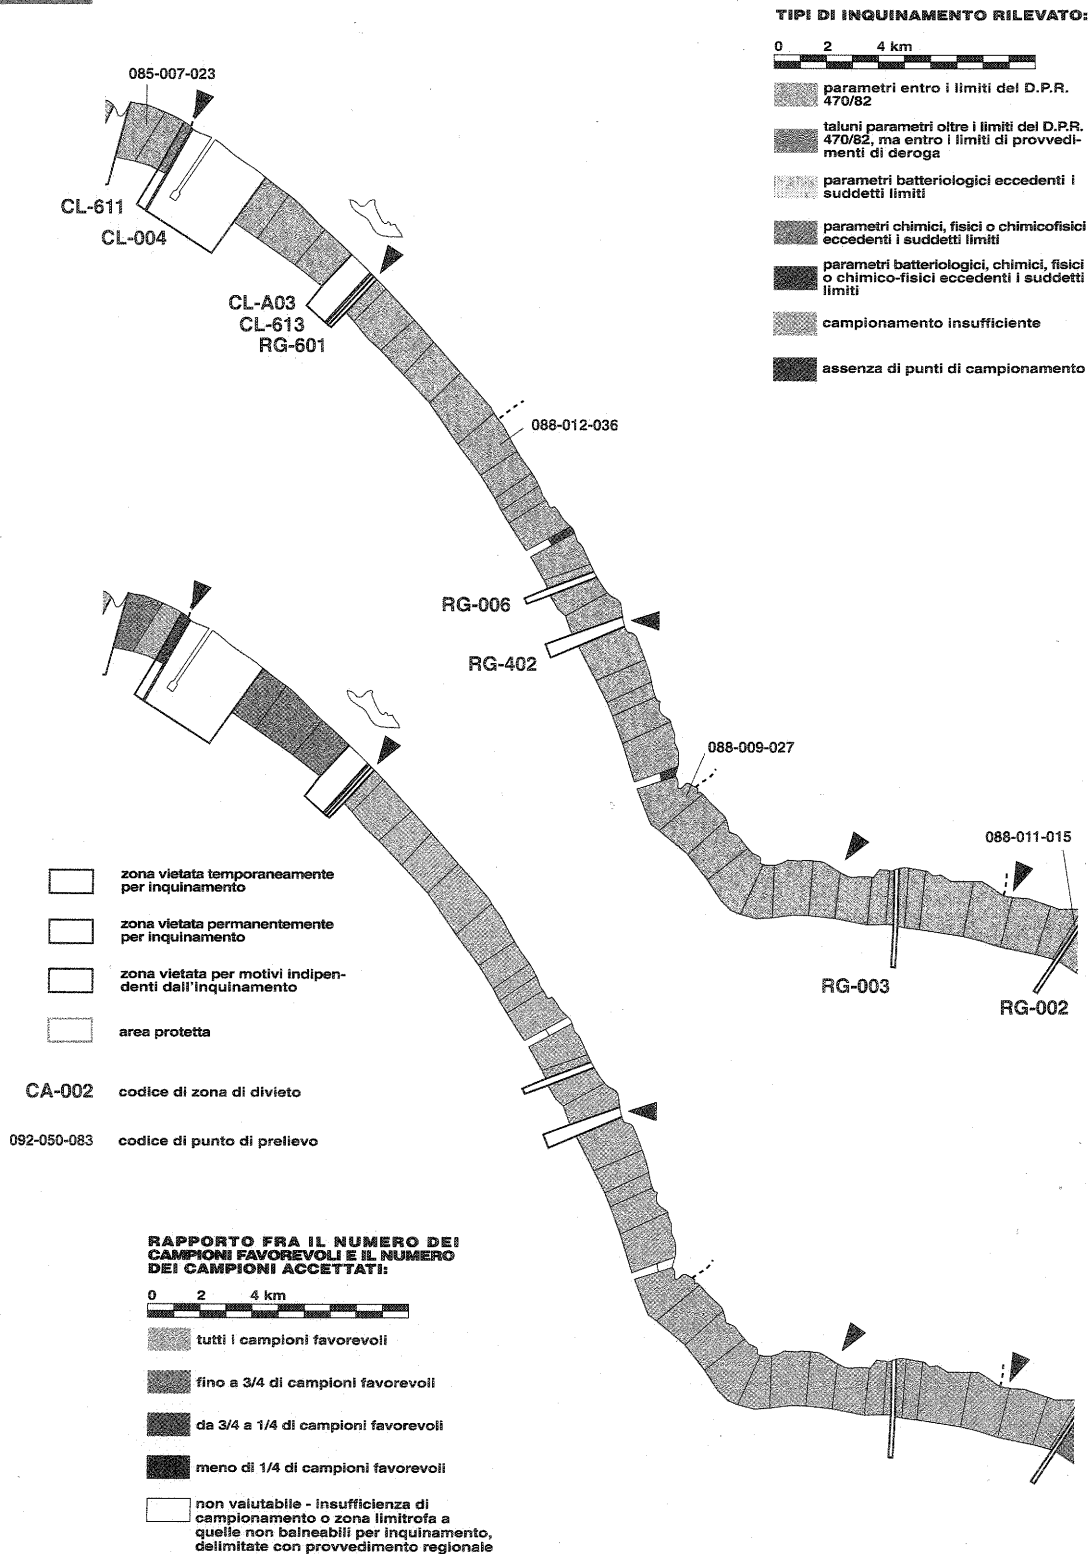 TIPI DI INQUINAMENTO RILEVATO:
0 2 4 km
parametri entro i limiti del D.P.R.
470/82
taluni parametri oltre i limiti del D.P.R.
470/82, ma entro i limiti di provvedi-
menti di deroga
parametri batteriologici eccedenti i
suddetti limiti
parametri chimici, fisici o chimicofisici
eccedenti i suddetti limiti
parametri batteriologici, chimici, fisici
o chimico-fisici eccedenti i suddetti
limiti
campionamento insufficiente
assenza di punti di campionamento
085-007-023
CL-611
CL-004
CL-A03
CL-613
RG-601
088-012-036
RG-006
RG-402
088-009-027
088-011-015
RG-003
RG-002
zona vietata temporaneamente
per inquinamento
zona vietata permanentemente
per inquinamento
zona vietata per motivi indipen-
denti dall'inquinamento
area protetta
CA-002 codice di zona di divieto
092-050-083 codice di punto di prelievo
RAPPORTO FRA IL NUMERO DEI
CAMPIONI FAVOREVOLI E IL NUMERO
DEI CAMPIONI ACCETTATI:
0 2 4 km
tutti i campioni favorevoli
fino a 3/4 di campioni favorevoli
da 3/4 a 1/4 di campioni favorevoli
meno di 1/4 di campioni favorevoli
non valutabile - insufficienza di
campionamento o zona limitrofa a
quelle non balneabili per inquinamento,
delimitate con provvedimento regionale